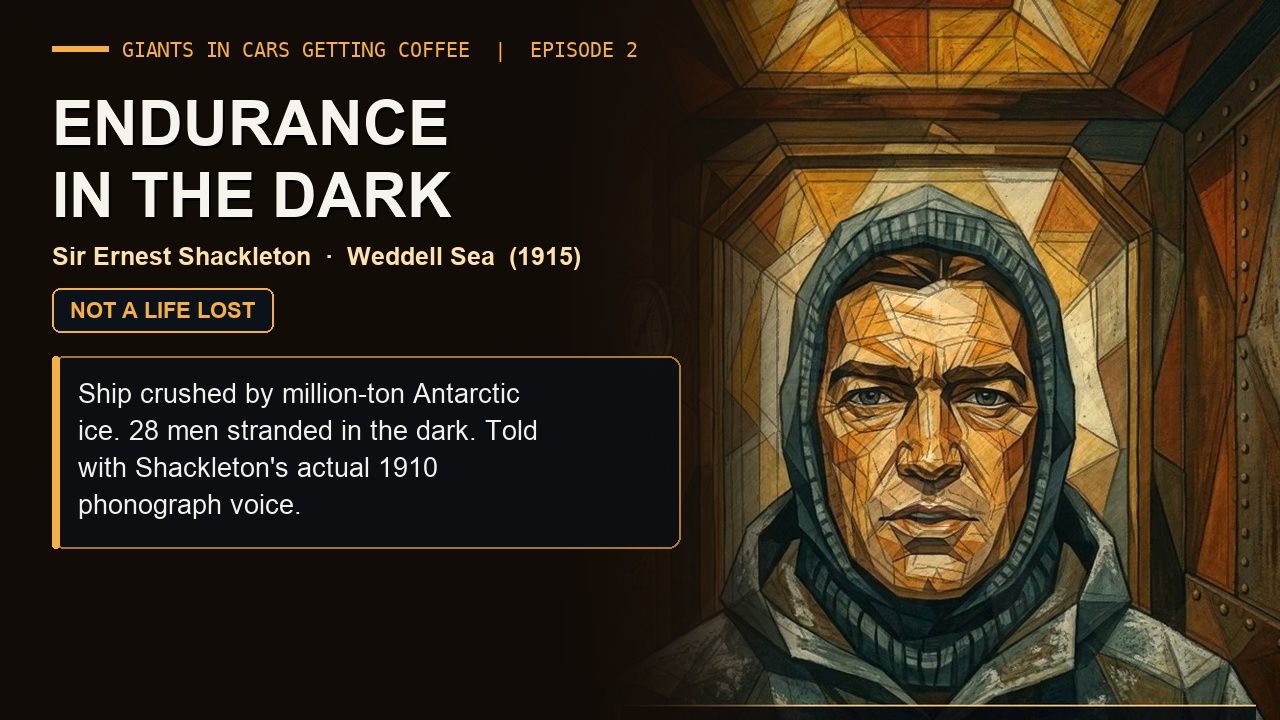 GIANTS IN CARS GETTING COFFEE | EPISODE 2
ENDURANCE
IN THE DARK
Sir Ernest Shackleton · Weddell Sea (1915)
NOT A LIFE LOST
Ship crushed by million-ton Antarctic
ice. 28 men stranded in the dark. Told
with Shackleton's actual 1910
phonograph voice.